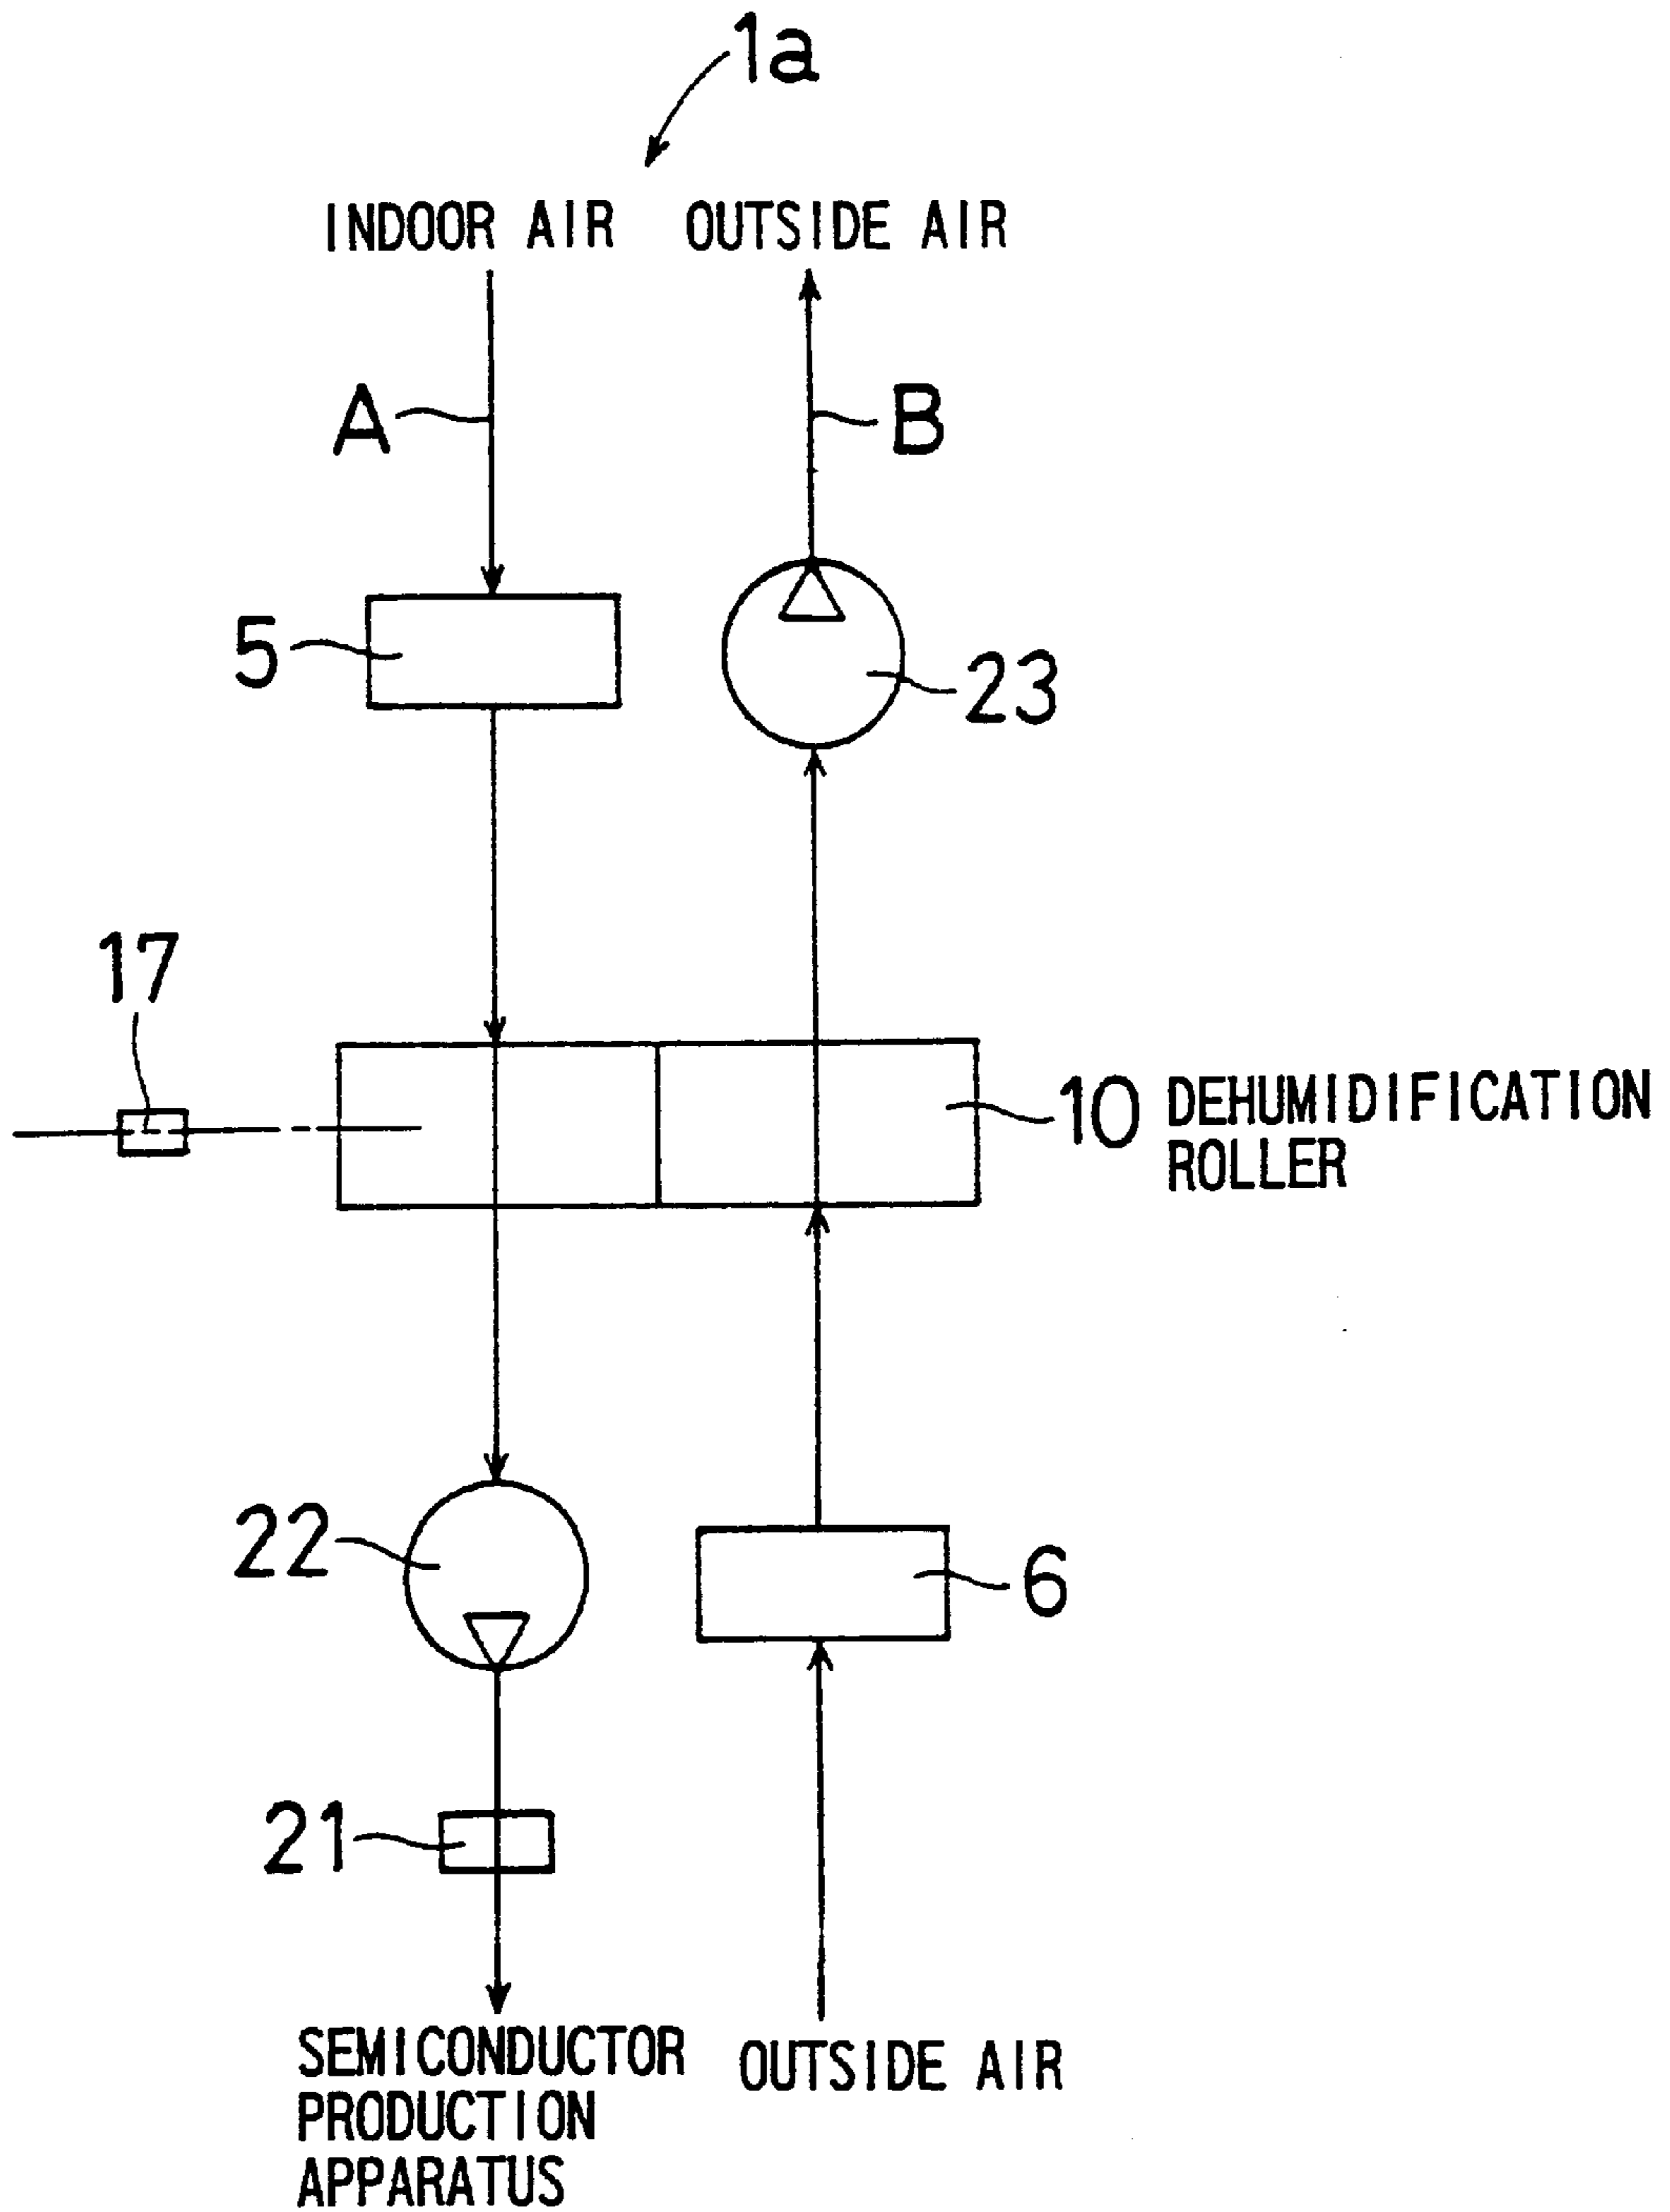 1a
INDOOR AIR OUTSIDE AIR
A B
5
23
17
10 DEHUMIDIFICATION
ROLLER
22
6
21
SEMICONDUCTOR
PRODUCTION
APPARATUS
OUTSIDE AIR